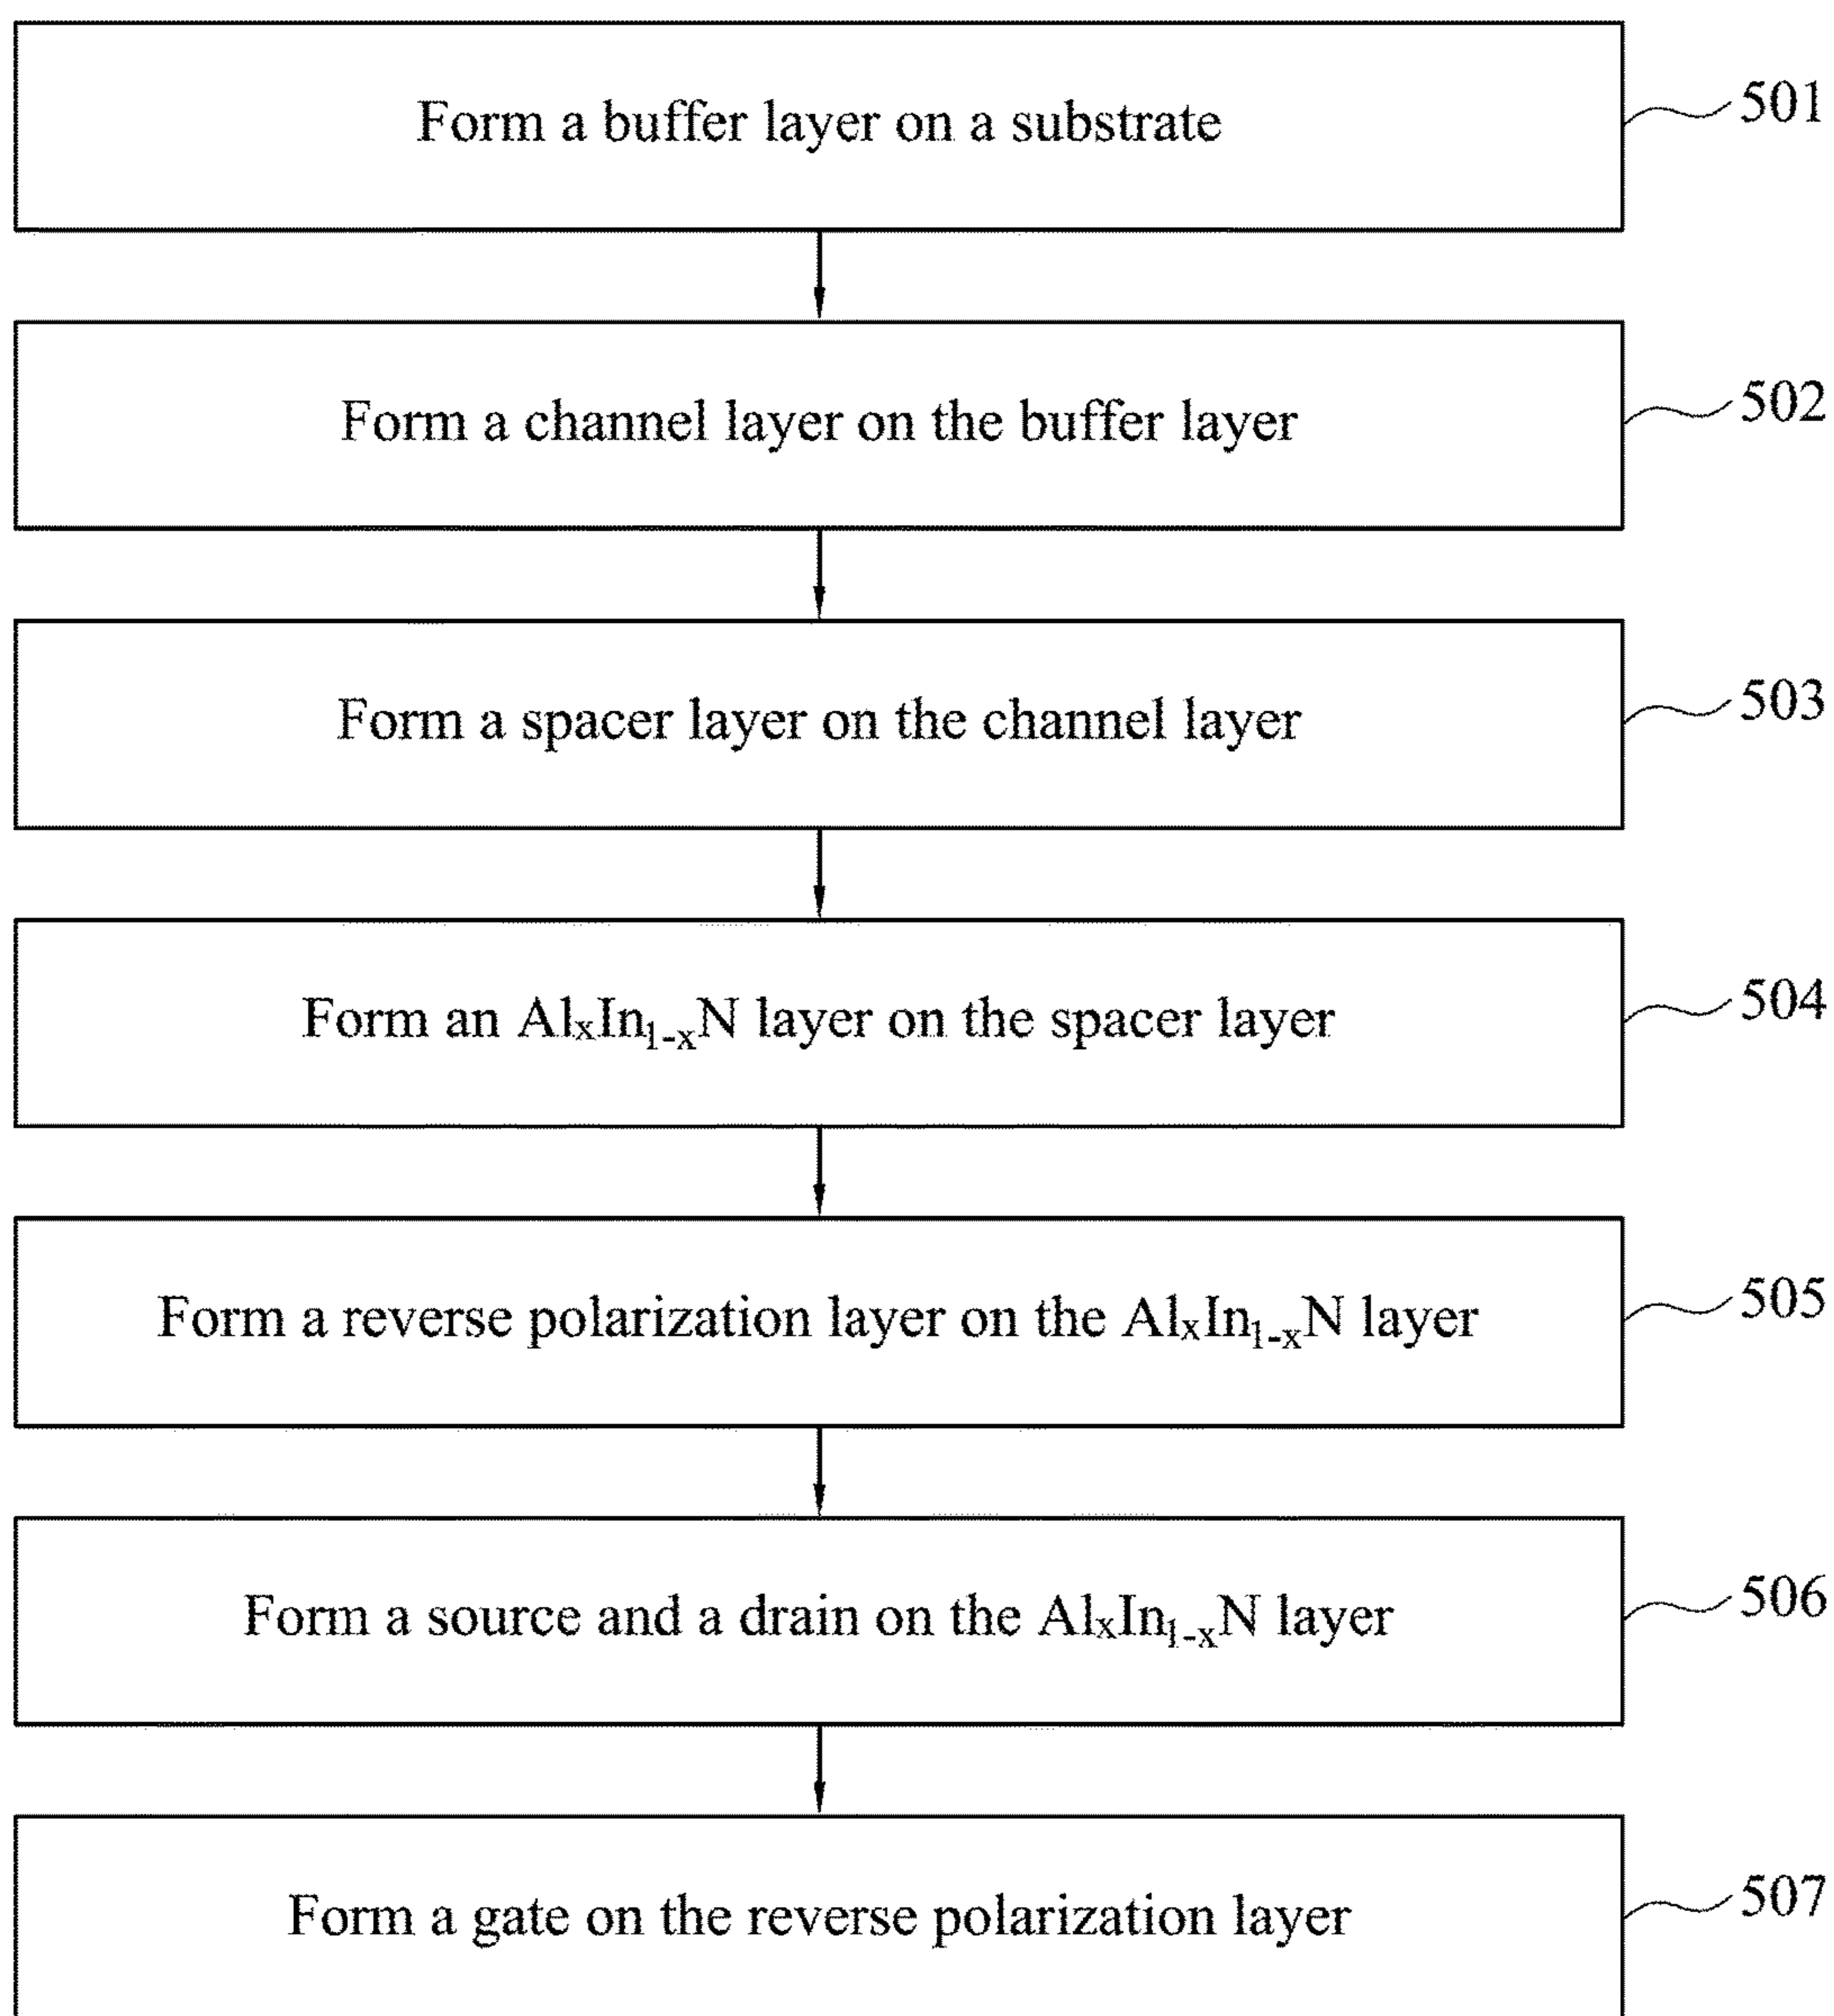 Form a buffer layer on a substrate
501
Form a channel layer on the buffer layer
502
Form a spacer layer on the channel layer
503
Form an AlₓIn₁₋ₓN layer on the spacer layer
504
Form a reverse polarization layer on the AlₓIn₁₋ₓN layer
505
Form a source and a drain on the AlₓIn₁₋ₓN layer
506
Form a gate on the reverse polarization layer
507